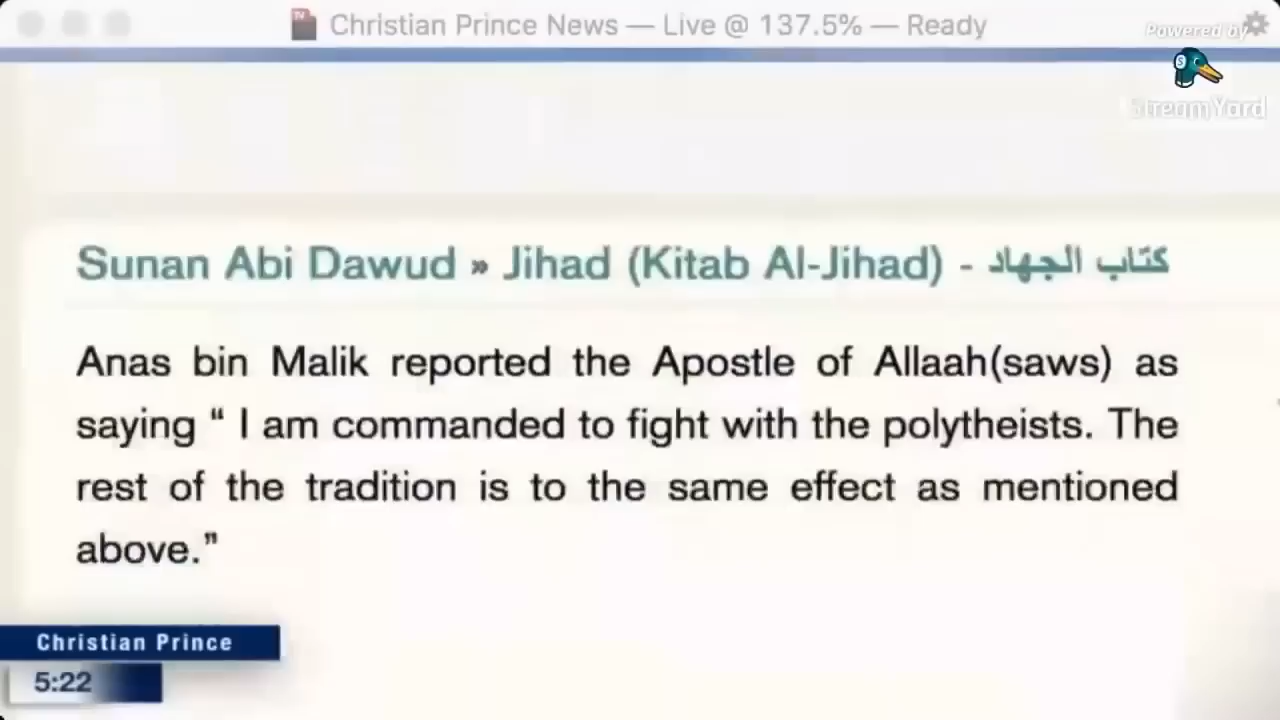 Christian Prince News — Live @ 137.5% — Ready
Powered by
StreamYard
Sunan Abi Dawud » Jihad (Kitab Al-Jihad) - كتاب الجهاد
Anas bin Malik reported the Apostle of Allaah(saws) as
saying “ I am commanded to fight with the polytheists. The
rest of the tradition is to the same effect as mentioned
above.”
Christian Prince
5:22